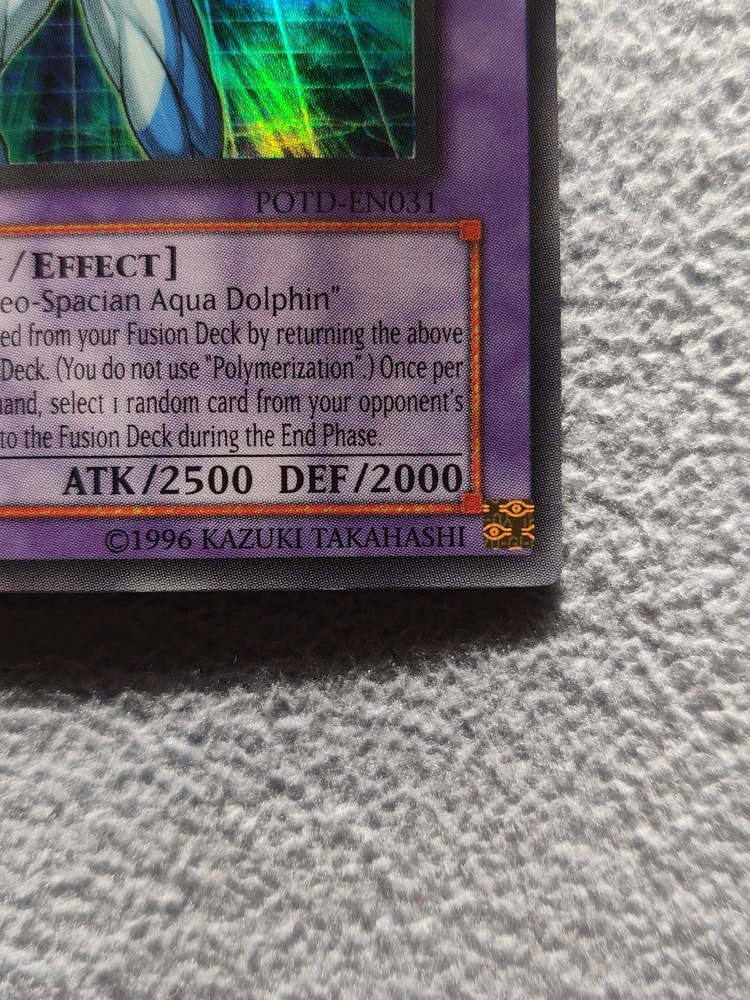 POTD-EN031
/EFFECT]
eo-Spacian Aqua Dolphin"
ed from your Fusion Deck by returning the above
Deck. (You do not use "Polymerization".) Once per
hand, select 1 random card from your opponent's
to the Fusion Deck during the End Phase.
ATK/2500 DEF/2000
©1996 KAZUKI TAKAHASHI